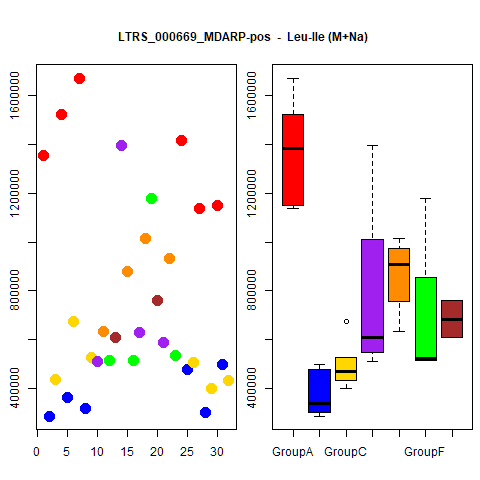 LTRS_000669_MDARP-pos - Leu-Ile (M+Na)
1600000
1200000
800000
400000
0 5 10 15 20 25 30
1600000
1200000
800000
400000
GroupA GroupC GroupF